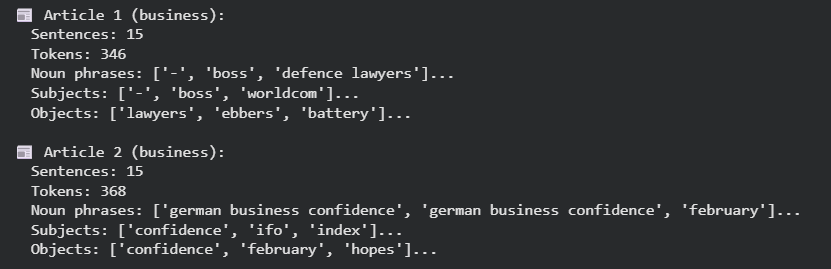 📰 Article 1 (business):
Sentences: 15
Tokens: 346
Noun phrases: ['-', 'boss', 'defence lawyers']...
Subjects: ['-', 'boss', 'worldcom']...
Objects: ['lawyers', 'ebbers', 'battery']...
📰 Article 2 (business):
Sentences: 15
Tokens: 368
Noun phrases: ['german business confidence', 'german business confidence', 'february']...
Subjects: ['confidence', 'ifo', 'index']...
Objects: ['confidence', 'february', 'hopes']...